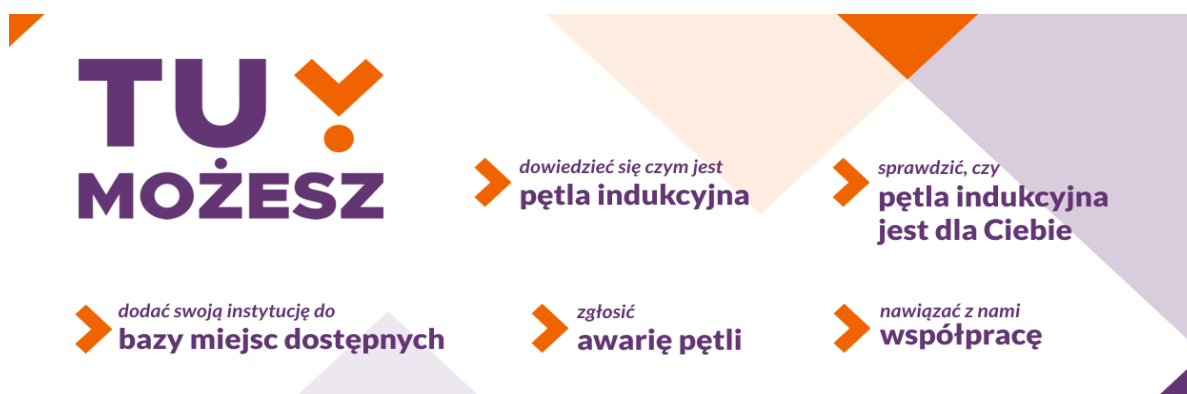 TU
MOŻESZ
dowiedzieć się czym jest
pętla indukcyjna
sprawdzić, czy
pętla indukcyjna
jest dla Ciebie
dodać swoją instytucję do
bazy miejsc dostępnych
zgłosić
awarię pętli
nawiązać z nami
współpracę